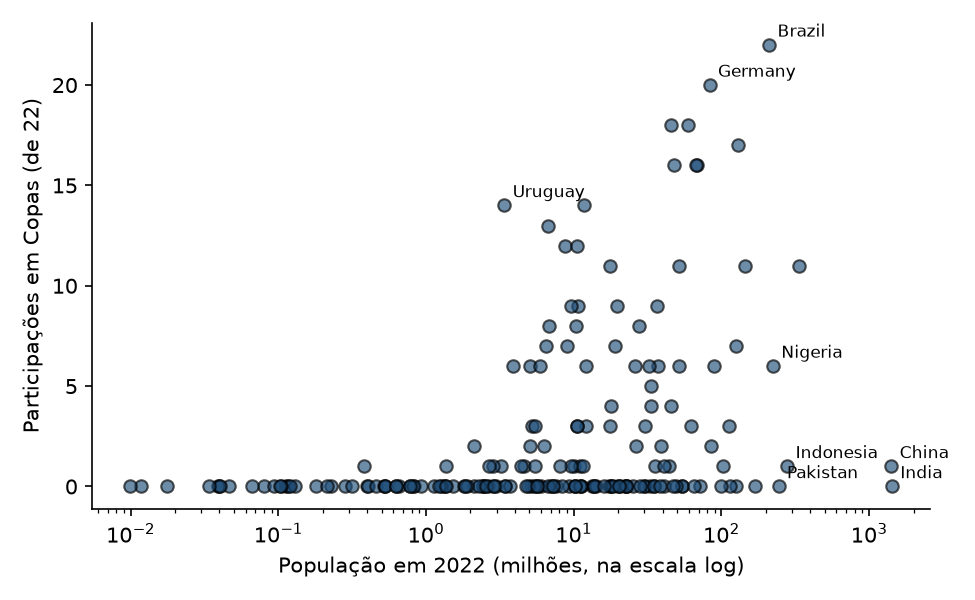 Brazil
Germany
Uruguay
Nigeria
Indonesia
China
Pakistan
India
Participações em Copas (de 22)
20
15
10
5
0
10⁻²
10⁻¹
10⁰
10¹
10²
10³
População em 2022 (milhões, na escala log)